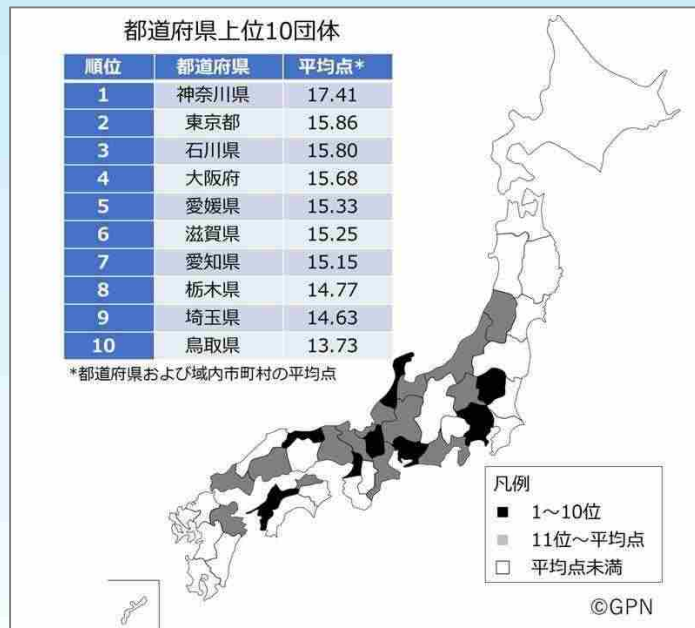 都道府県上位10団体
順位 都道府県 平均点*
1 神奈川県 17.41
2 東京都 15.86
3 石川県 15.80
4 大阪府 15.68
5 愛媛県 15.33
6 滋賀県 15.25
7 愛知県 15.15
8 栃木県 14.77
9 埼玉県 14.63
10 鳥取県 13.73
*都道府県および域内市町村の平均点
凡例
1～10位
11位～平均点
平均点未満
©GPN